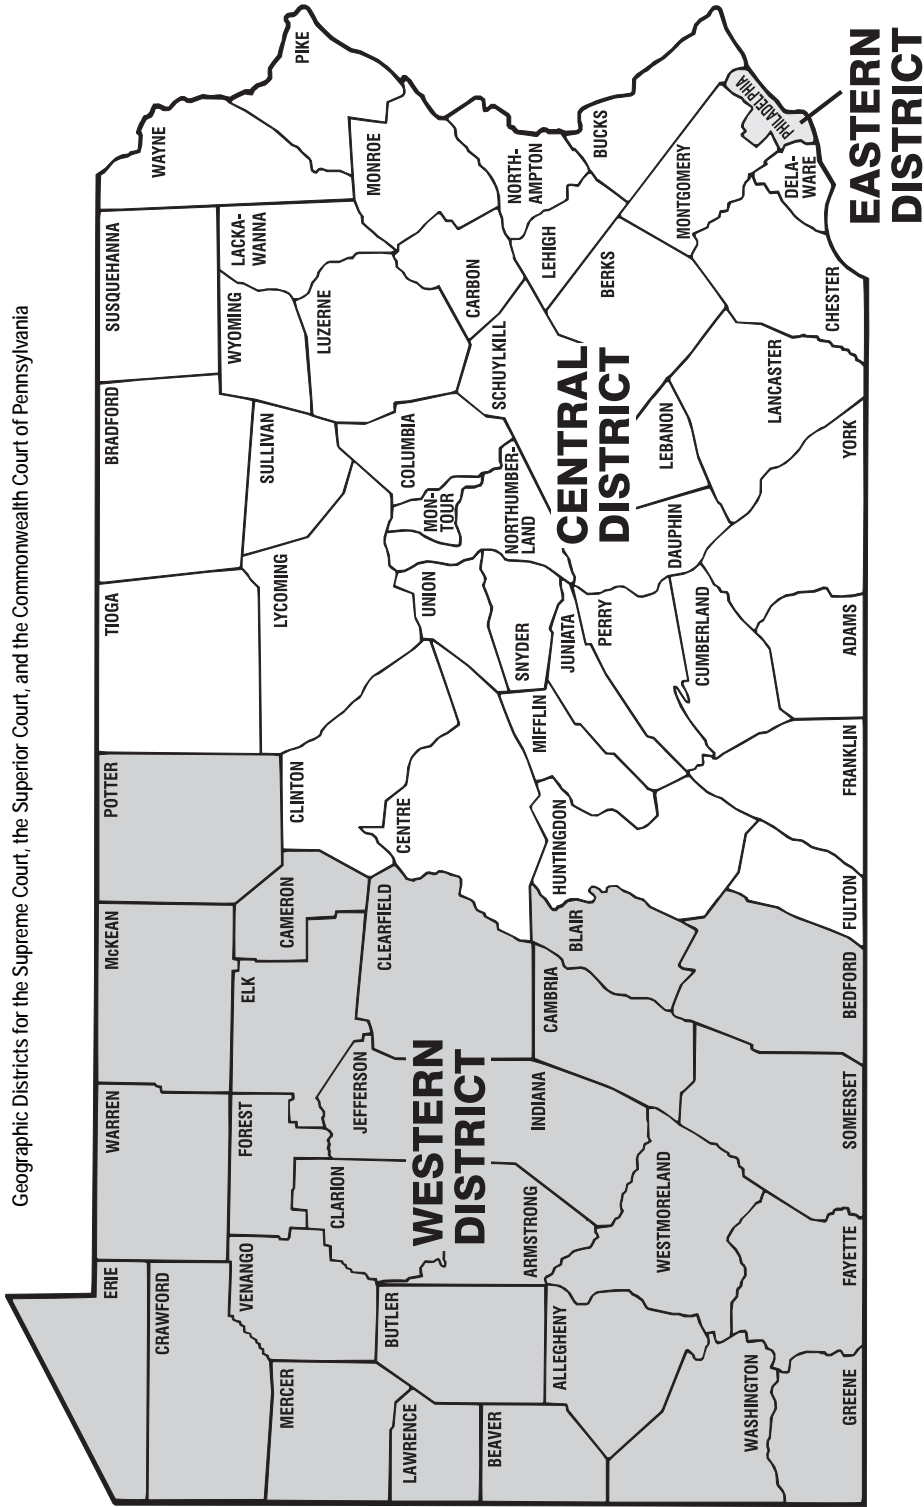 Geographic Districts for the Supreme Court, the Superior Court, and the Commonwealth Court of Pennsylvania
ERIE
CRAWFORD
WARREN
McKEAN
POTTER
TIOGA
BRADFORD
SUSQUEHANNA
WAYNE
PIKE
MERCER
VENANGO
FOREST
ELK
CAMERON
CLINTON
LYCOMING
SULLIVAN
WYOMING
LACKA-
WANNA
LUZERNE
MONROE
LAWRENCE
BUTLER
CLARION
JEFFERSON
CLEARFIELD
CENTRE
UNION
MON-
TOUR
COLUMBIA
CARBON
NORTH-
AMPTON
WESTERN
DISTRICT
BEAVER
ALLEGHENY
ARMSTRONG
INDIANA
CAMBRIA
BLAIR
HUNTINGDON
MIFFLIN
SNYDER
JUNIATA
PERRY
NORTHUMBER-
LAND
CENTRAL
DISTRICT
SCHUYLKILL
LEHIGH
BERKS
BUCKS
WASHINGTON
WESTMORELAND
CUMBERLAND
DAUPHIN
LEBANON
LANCASTER
MONTGOMERY
PHILADELPHIA
GREENE
FAYETTE
SOMERSET
BEDFORD
FULTON
FRANKLIN
ADAMS
YORK
CHESTER
DELA-
WARE
EASTERN
DISTRICT